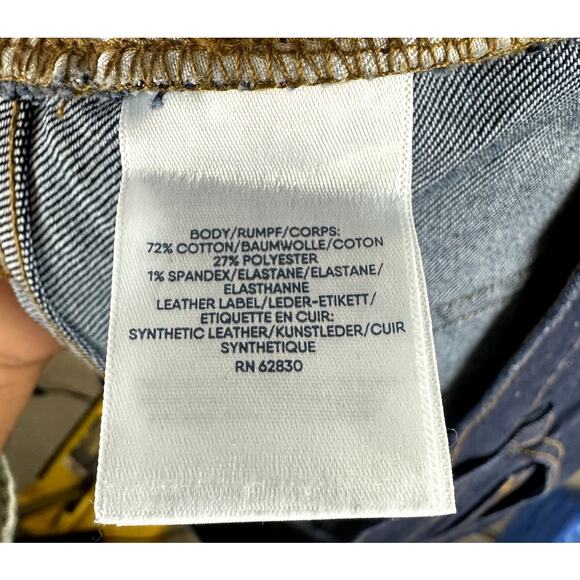 BODY/RUMPF/CORPS:
72% COTTON/BAUMWOLLE/COTON
27% POLYESTER
1% SPANDEX/ELASTANE/ELASTANE/
ELASTHANNE
LEATHER LABEL/LEDER-ETIKETT/
ETIQUETTE EN CUIR:
SYNTHETIC LEATHER/KUNSTLEDER/CUIR
SYNTHÉTIQUE
RN 62830